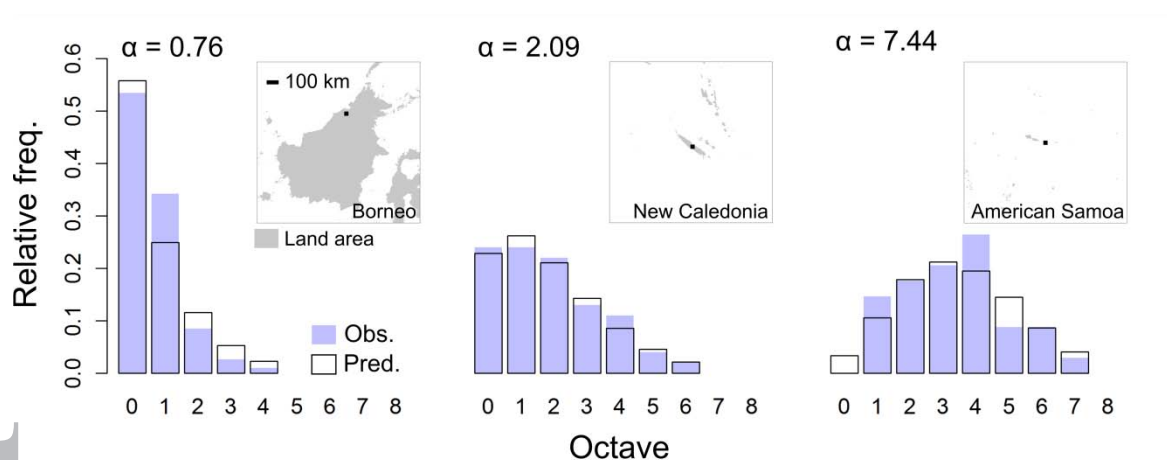 α = 0.76
α = 2.09
α = 7.44
Relative freq.
0.6
0.5
0.4
0.3
0.2
0.1
0.0
100 km
Borneo
Land area
Obs.
Pred.
New Caledonia
American Samoa
0 1 2 3 4 5 6 7 8
0 1 2 3 4 5 6 7 8
0 1 2 3 4 5 6 7 8
Octave